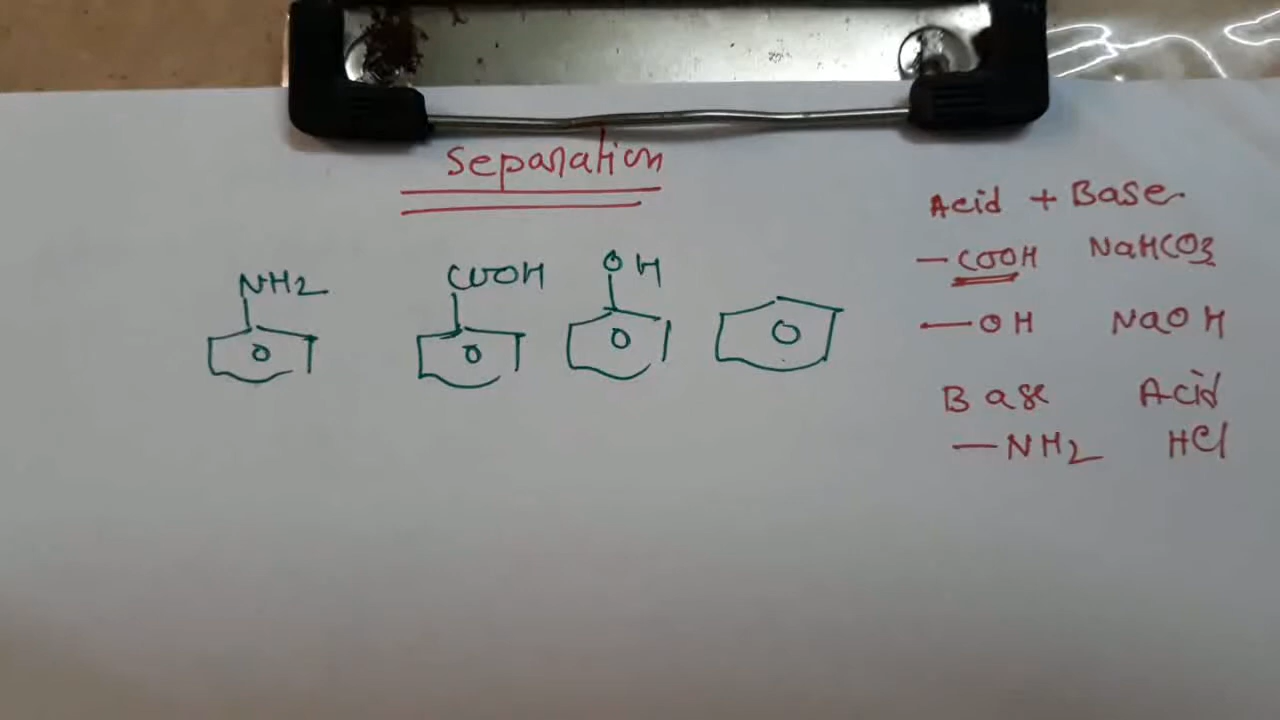 Separation
NH2 COOH OH
Acid + Base
-COOH NaHCO3
-OH NaOH
Base Acid
-NH2 HCl